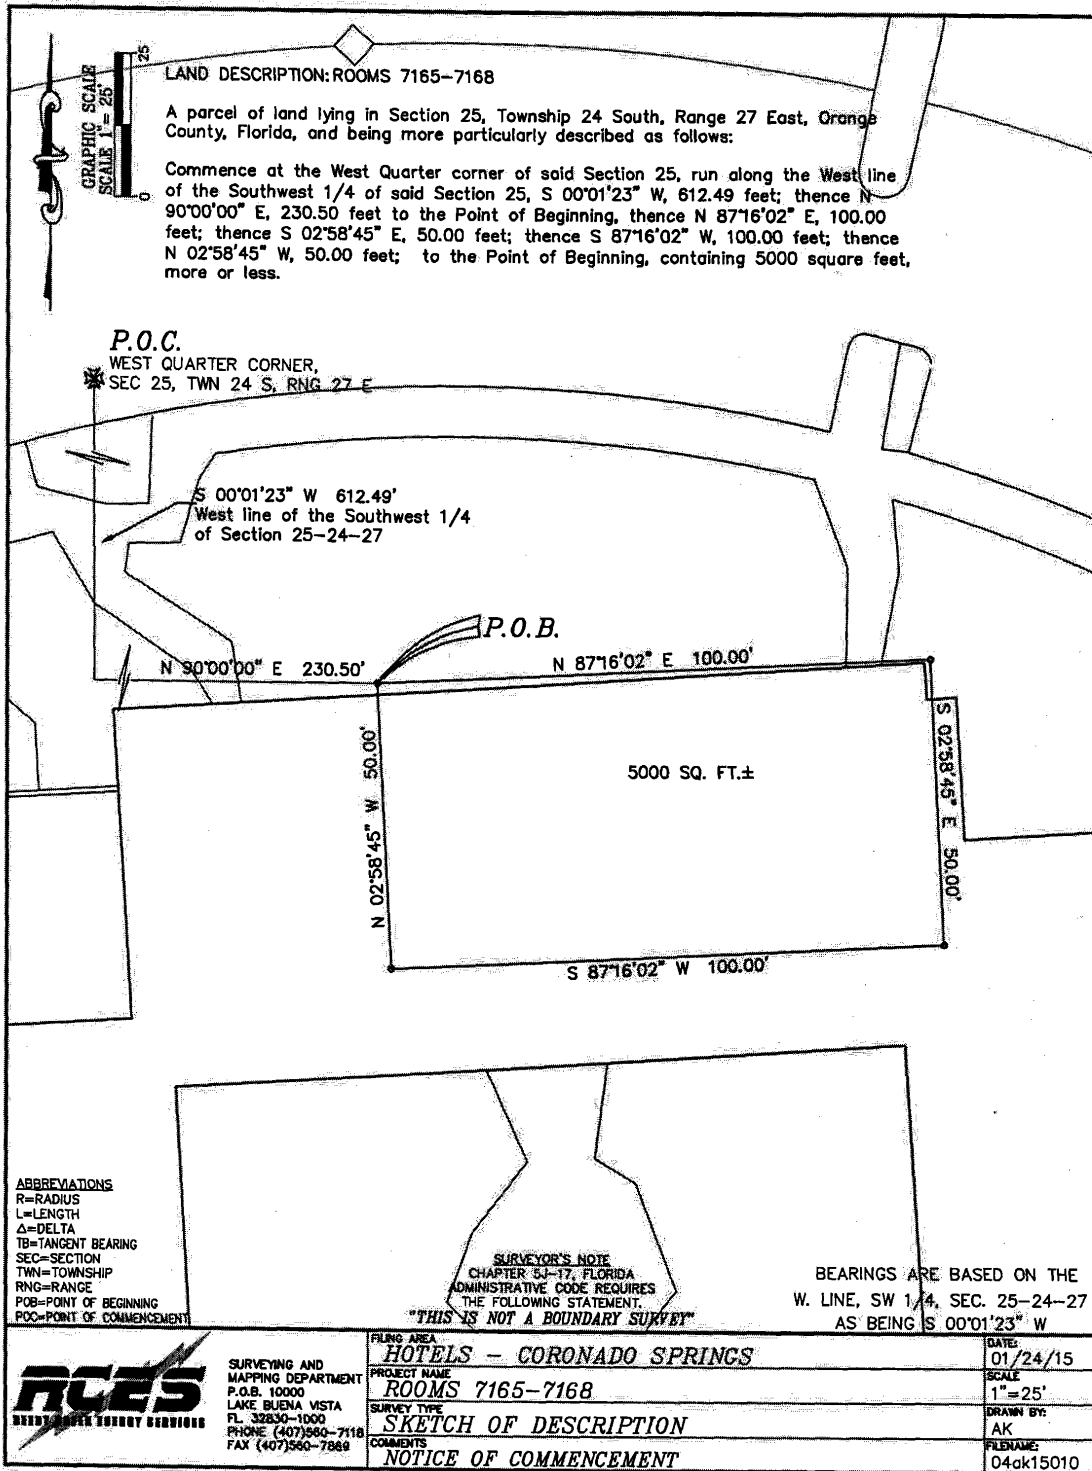 25
GRAPHIC SCALE
SCALE 1"= 25'
0
LAND DESCRIPTION: ROOMS 7165-7168
A parcel of land lying in Section 25, Township 24 South, Range 27 East, Orange
County, Florida, and being more particularly described as follows:
Commence at the West Quarter corner of said Section 25, run along the West line
of the Southwest 1/4 of said Section 25, S 00°01'23" W, 612.49 feet; thence N
90°00'00" E, 230.50 feet to the Point of Beginning, thence N 87°16'02" E, 100.00
feet; thence S 02°58'45" E, 50.00 feet; thence S 87°16'02" W, 100.00 feet; thence
N 02°58'45" W, 50.00 feet; to the Point of Beginning, containing 5000 square feet,
more or less.
P.O.C.
WEST QUARTER CORNER,
SEC 25, TWN 24 S, RNG 27 E
S 00°01'23" W 612.49'
West line of the Southwest 1/4
of Section 25-24-27
P.O.B.
N 90°00'00" E 230.50'
N 87°16'02" E 100.00'
N 02°58'45" W 50.00'
5000 SQ. FT.±
S 02°58'45" E 50.00'
S 87°16'02" W 100.00'
ABBREVIATIONS
R=RADIUS
L=LENGTH
Δ=DELTA
TB=TANGENT BEARING
SEC=SECTION
TWN=TOWNSHIP
RNG=RANGE
POB=POINT OF BEGINNING
POC=POINT OF COMMENCEMENT
SURVEYOR'S NOTE
CHAPTER 5J-17, FLORIDA
ADMINISTRATIVE CODE REQUIRES
THE FOLLOWING STATEMENT.
"THIS IS NOT A BOUNDARY SURVEY"
BEARINGS ARE BASED ON THE
W. LINE, SW 1/4, SEC. 25-24-27
AS BEING S 00°01'23" W
RCES
REEDY CREEK ENERGY SERVICES
SURVEYING AND
MAPPING DEPARTMENT
P.O.B. 10000
LAKE BUENA VISTA
FL 32830-1000
PHONE (407)560-7118
FAX (407)560-7869
FILING AREA
HOTELS - CORONADO SPRINGS
PROJECT NAME
ROOMS 7165-7168
SURVEY TYPE
SKETCH OF DESCRIPTION
COMMENTS
NOTICE OF COMMENCEMENT
DATE:
01/24/15
SCALE
1"=25'
DRAWN BY:
AK
FILENAME:
04ak15010